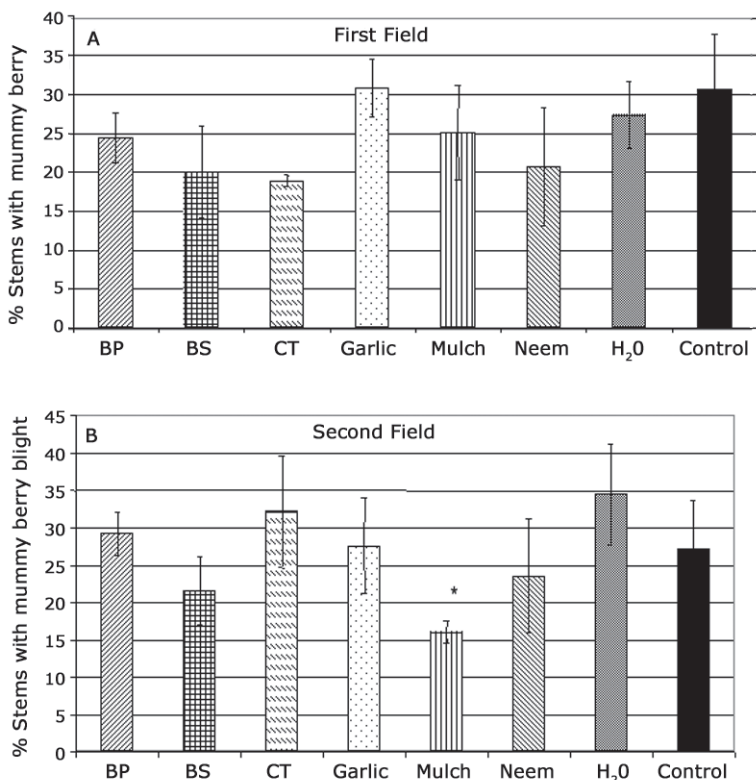 A
First Field
% Stems with mummy berry
40
35
30
25
20
15
10
5
0
BP BS CT Garlic Mulch Neem H₂0 Control
B
Second Field
% Stems with mummy berry blight
45
40
35
30
25
20
15
10
5
0
*
BP BS CT Garlic Mulch Neem H₂0 Control